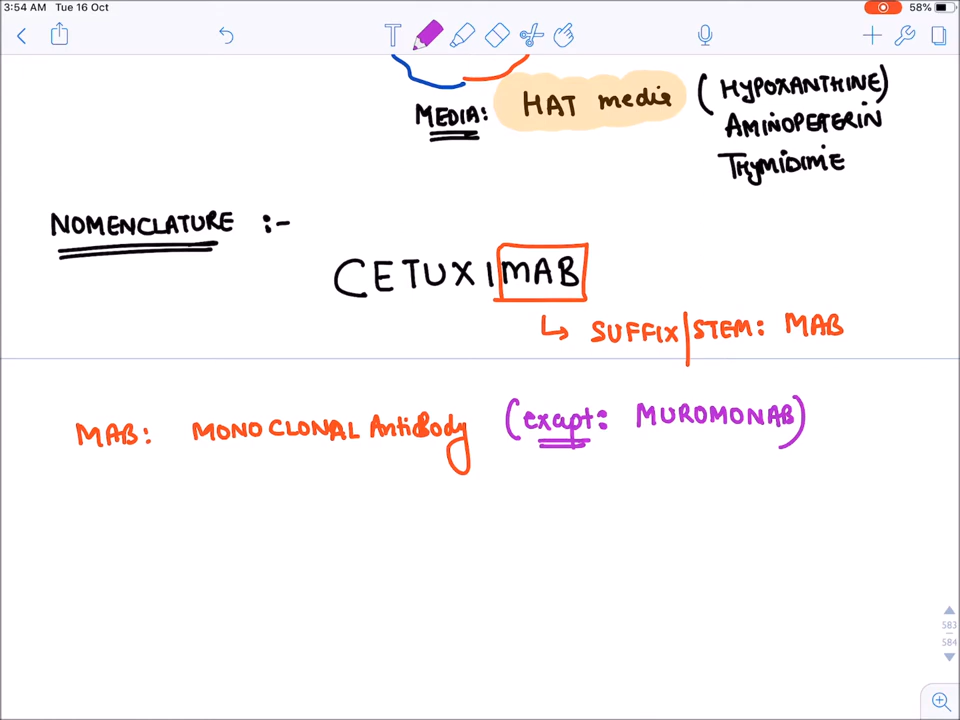 3:54 AM Tue 16 Oct 58%
T
MEDIA: HAT media (HYPOXANTHINE)
AMINOPETERIN
THYMIDIME
NOMENCLATURE :-
CETUXIMAB
↳ SUFFIX|STEM: MAB
MAB: MONOCLONAL AntiBody (exapt: MUROMONAB)
583
584